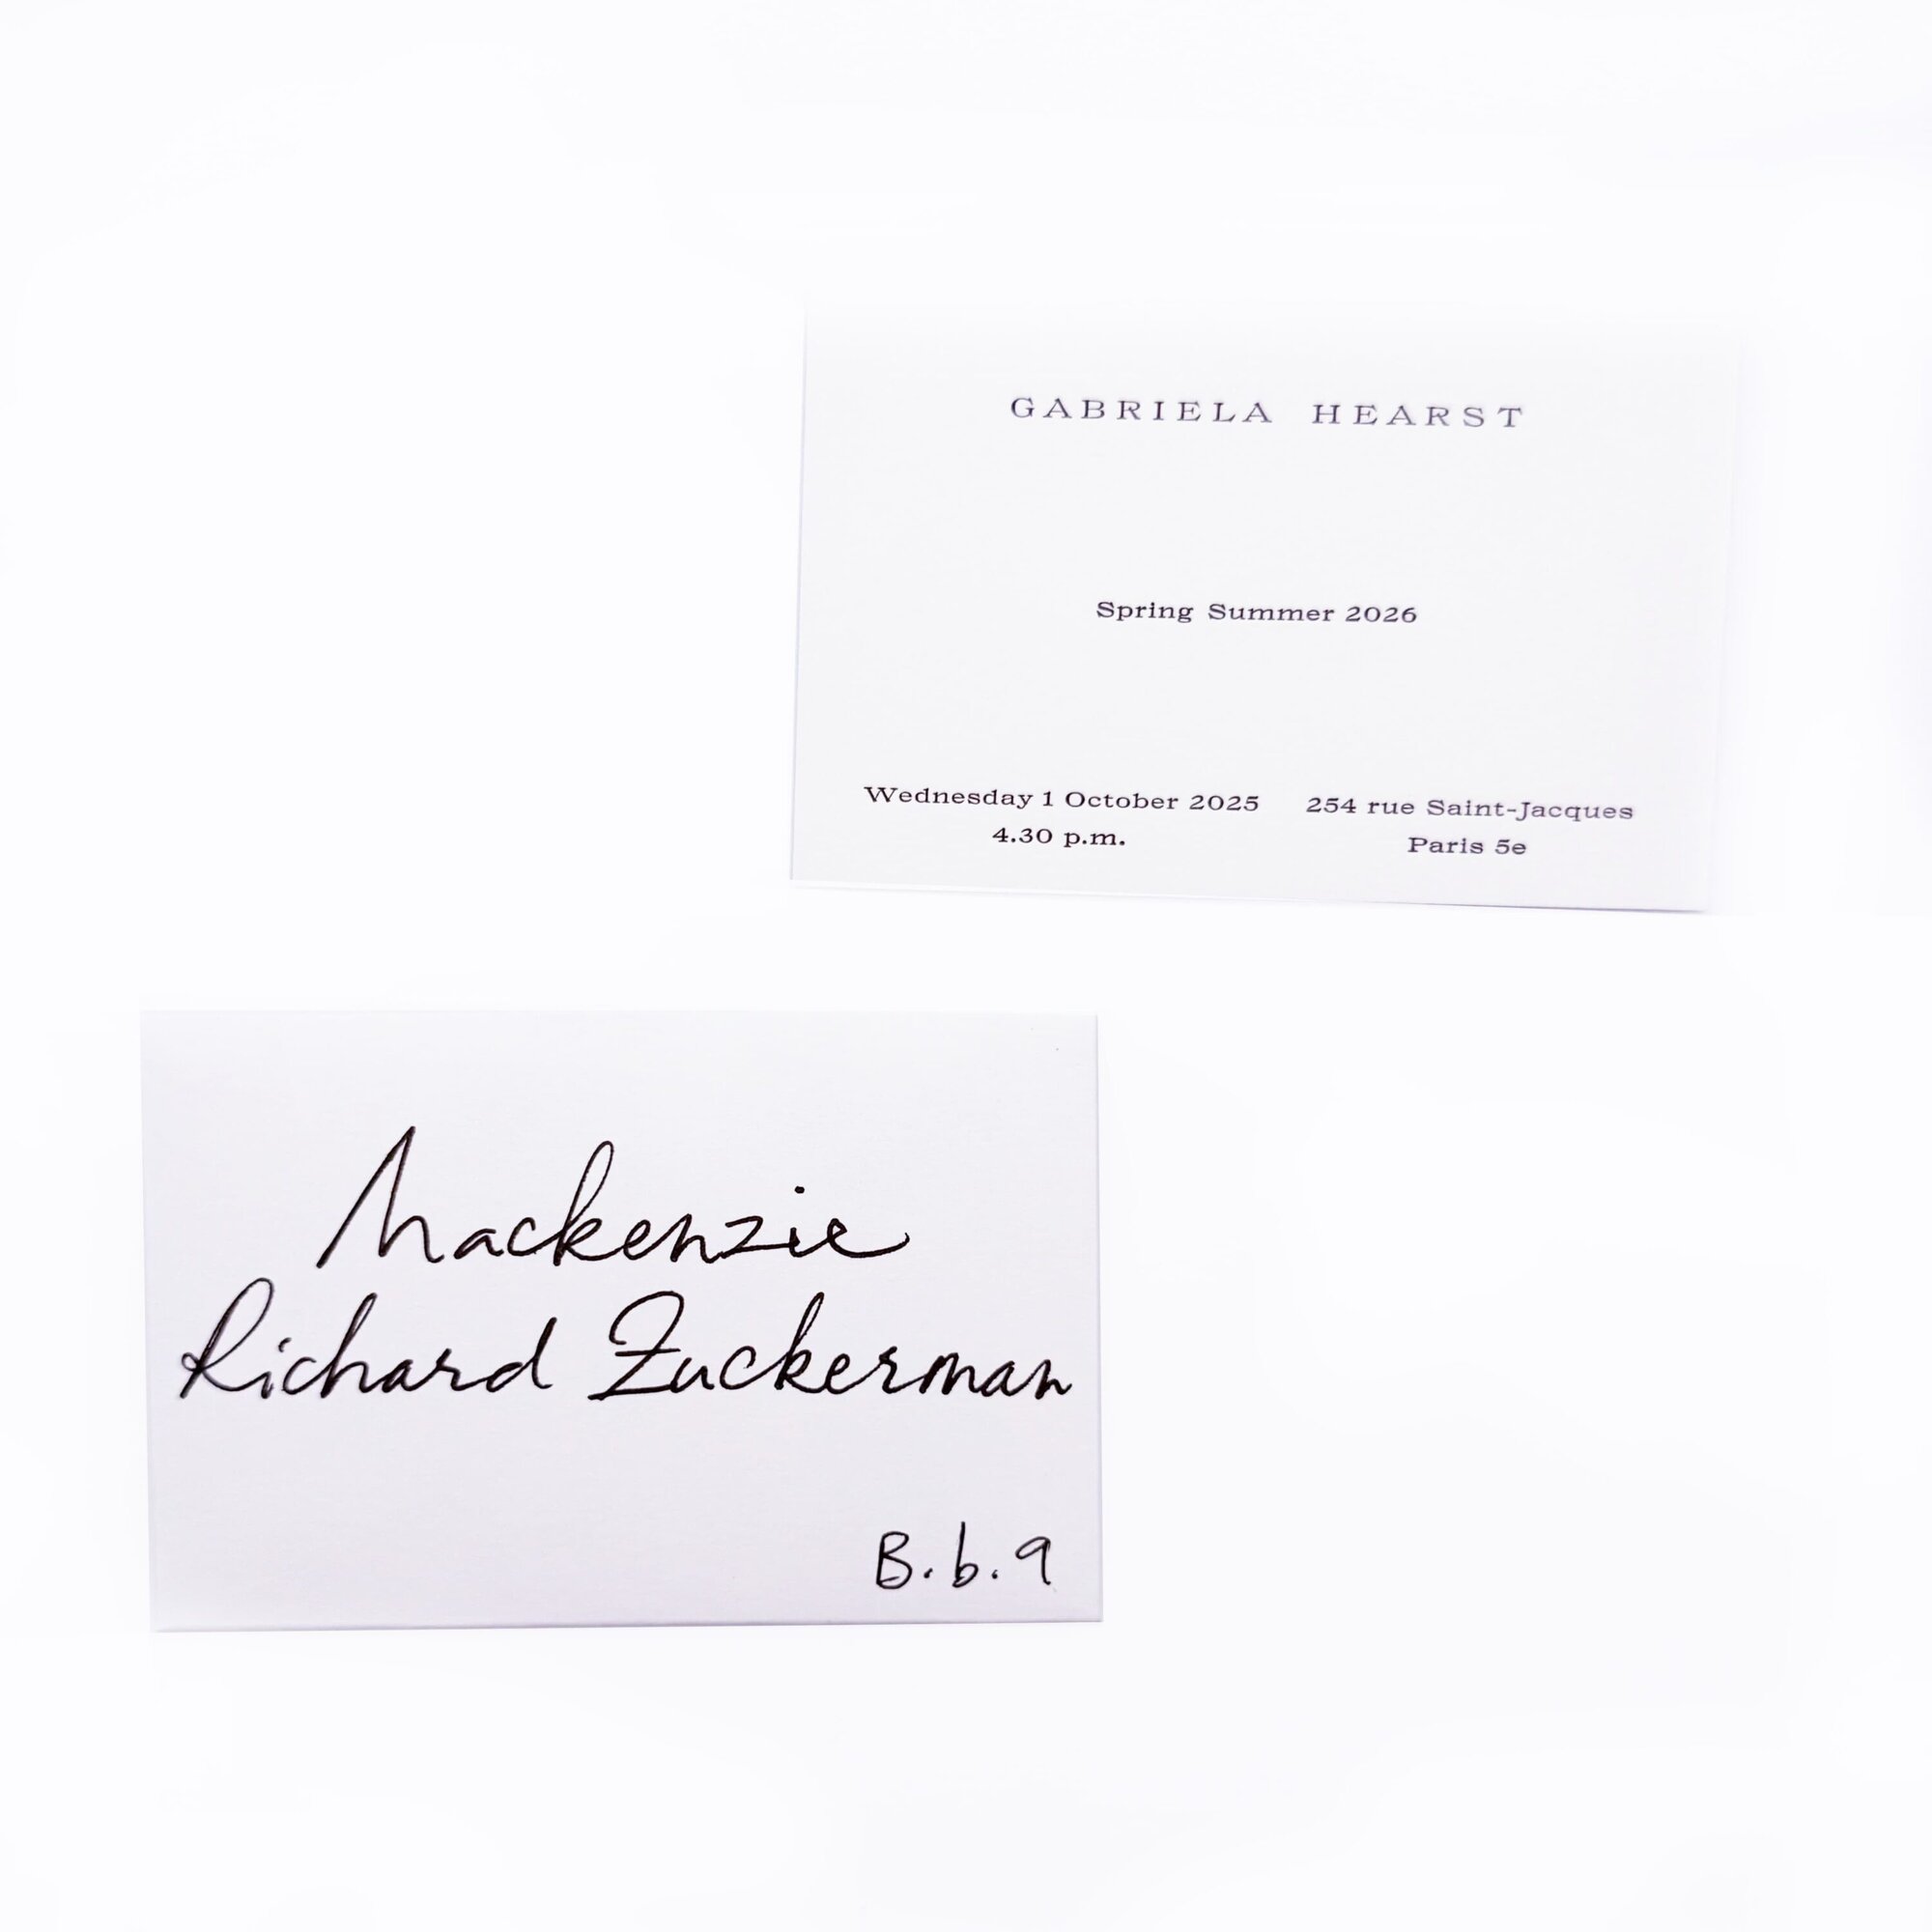 GABRIELA HEARST
Spring Summer 2026
Wednesday 1 October 2025
4.30 p.m.
254 rue Saint-Jacques
Paris 5e
Mackenzie
Richard Zuckerman
B.b.9